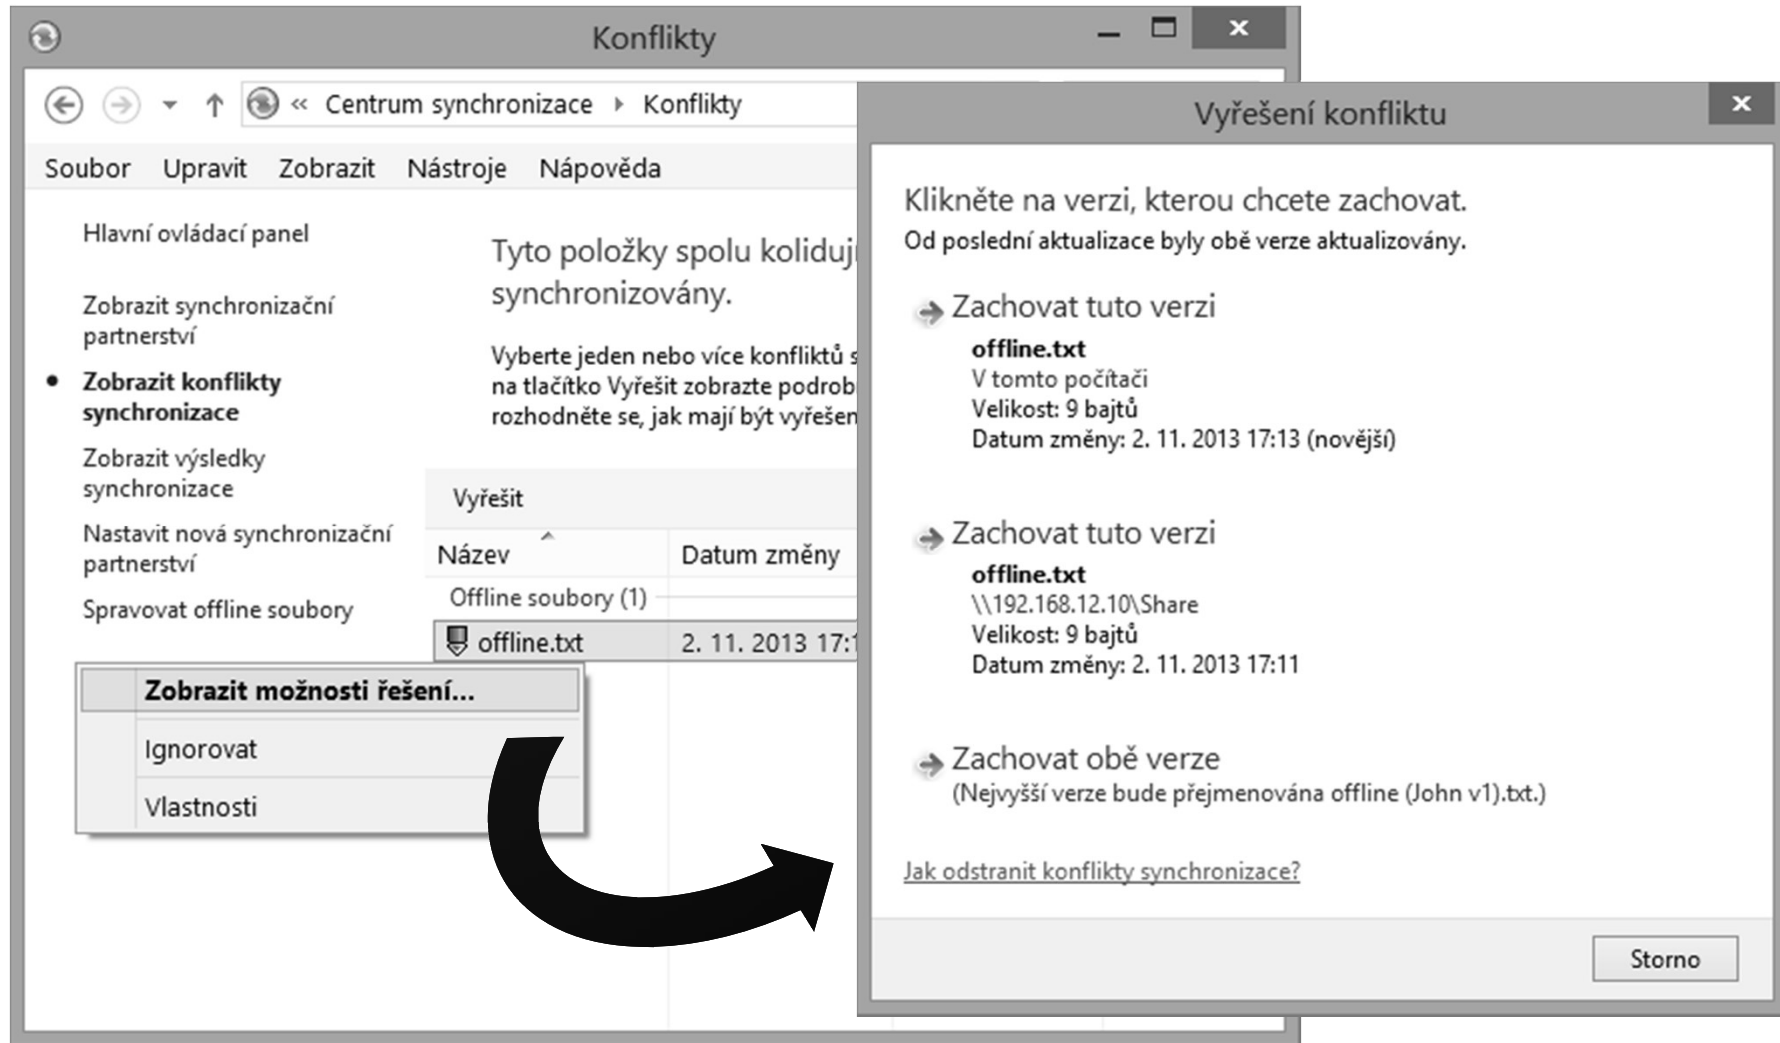 Konflikty
« Centrum synchronizace Konflikty
Soubor Upravit Zobrazit Nástroje Nápověda
Hlavní ovládací panel
Zobrazit synchronizační
partnerství
• Zobrazit konflikty
synchronizace
Zobrazit výsledky
synchronizace
Nastavit nová synchronizační
partnerství
Spravovat offline soubory
Tyto položky spolu koliduj
synchronizovány.
Vyberte jeden nebo více konfliktů s
na tlačítko Vyřešit zobrazte podrob
rozhodněte se, jak mají být vyřešen
Vyřešit
Název Datum změny
Offline soubory (1)
offline.txt 2. 11. 2013 17:1
Zobrazit možnosti řešení...
Ignorovat
Vlastnosti
Vyřešení konfliktu
Klikněte na verzi, kterou chcete zachovat.
Od poslední aktualizace byly obě verze aktualizovány.
Zachovat tuto verzi
offline.txt
V tomto počítači
Velikost: 9 bajtů
Datum změny: 2. 11. 2013 17:13 (novější)
Zachovat tuto verzi
offline.txt
\\192.168.12.10\Share
Velikost: 9 bajtů
Datum změny: 2. 11. 2013 17:11
Zachovat obě verze
(Nejvyšší verze bude přejmenována offline (John v1).txt.)
Jak odstranit konflikty synchronizace?
Storno